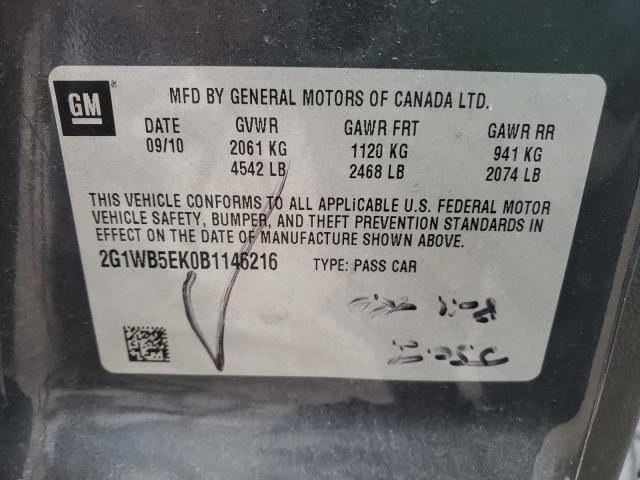 GM
MFD BY GENERAL MOTORS OF CANADA LTD.
DATE GVWR GAWR FRT GAWR RR
09/10 2061 KG 1120 KG 941 KG
4542 LB 2468 LB 2074 LB
THIS VEHICLE CONFORMS TO ALL APPLICABLE U.S. FEDERAL MOTOR
VEHICLE SAFETY, BUMPER, AND THEFT PREVENTION STANDARDS IN
EFFECT ON THE DATE OF MANUFACTURE SHOWN ABOVE.
2G1WB5EK0B1146216 TYPE: PASS CAR